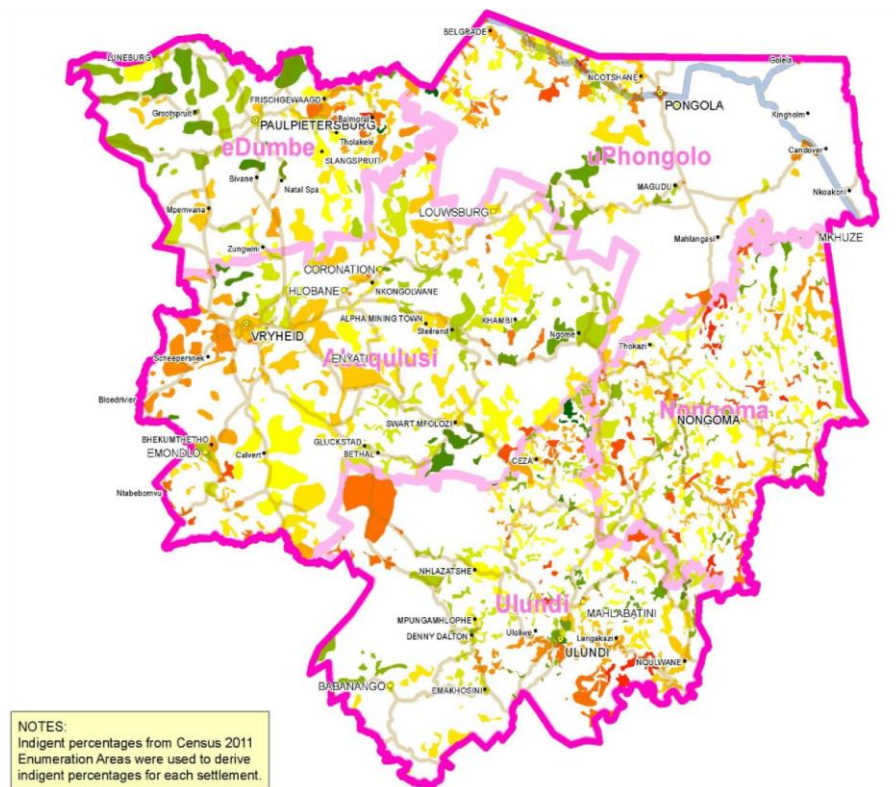 BELGRADE
LUNEBURG
Golela
NCOTSHANE
FRISCHGEWAAGD
PONGOLA
Grootspruit
Balmoral
Kingholm
PAULPIETERSBURG
Tholakele
eDumbe
uPhongolo
Candover
SLANGSPRUIT
Bivane
Natal Spa
MAGUDU
Nkoakoni
Mpemvana
LOUWSBURG
Mahlangasi
MKHUZE
Zungwini
CORONATION
HLOBANE
NKONGOLWANE
ALPHA MINING TOWN
KHAMBI
VRYHEID
Steilrand
Ngome
Thokazi
Scheepersnek
ENYATI
Abaqulusi
Bloedrivier
Nongoma
NONGOMA
SWART MFOLOZI
BHEKUMTHETHO
GLUCKSTAD
EMONDLO
Calvert
BETHAL
CEZA
Ntabebomvu
NHLAZATSHE
Ulundi
MAHLABATINI
MPUNGAMHLOPHE
Ulolwe
DENNY DALTON
Langakazi
ULUNDI
NQULWANE
BABANANGO
EMAKHOSINI
NOTES:
Indigent percentages from Census 2011
Enumeration Areas were used to derive
indigent percentages for each settlement.